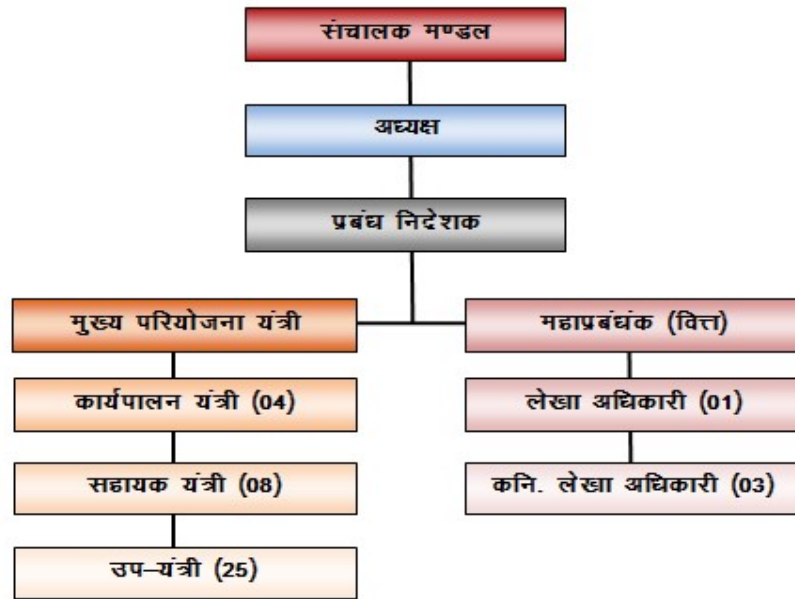 संचालक मण्डल
अध्यक्ष
प्रबंध निदेशक
मुख्य परियोजना यंत्री
महाप्रबंधंक (वित्त)
कार्यपालन यंत्री (04)
लेखा अधिकारी (01)
सहायक यंत्री (08)
कनि. लेखा अधिकारी (03)
उप–यंत्री (25)